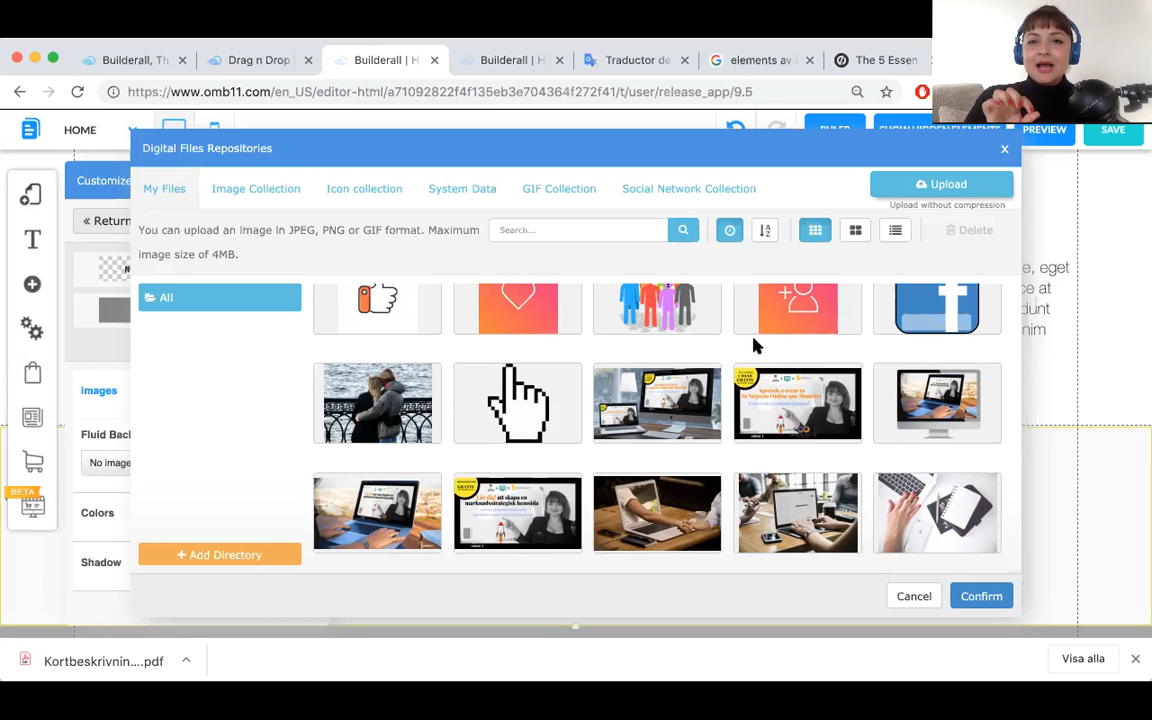 Builderall, Th
Drag n Drop
Builderall | H
Builderall | H
Traductor de
elements av
The 5 Essen
https://www.omb11.com/en_US/editor-html/a71092822f4f135eb3e704364f272f41/t/user/release_app/9.5
HOME
PREVIEW
SAVE
Customize
« Return
Images
Fluid Bac
No image
Colors
Shadow
BETA
Digital Files Repositories
x
My Files
Image Collection
Icon collection
System Data
GIF Collection
Social Network Collection
Upload
Upload without compression
You can upload an image in JPEG, PNG or GIF format. Maximum
image size of 4MB.
Search...
Delete
All
+ Add Directory
Cancel
Confirm
, eget
ce at
dunt
nim
Kortbeskrivnin....pdf
Visa alla